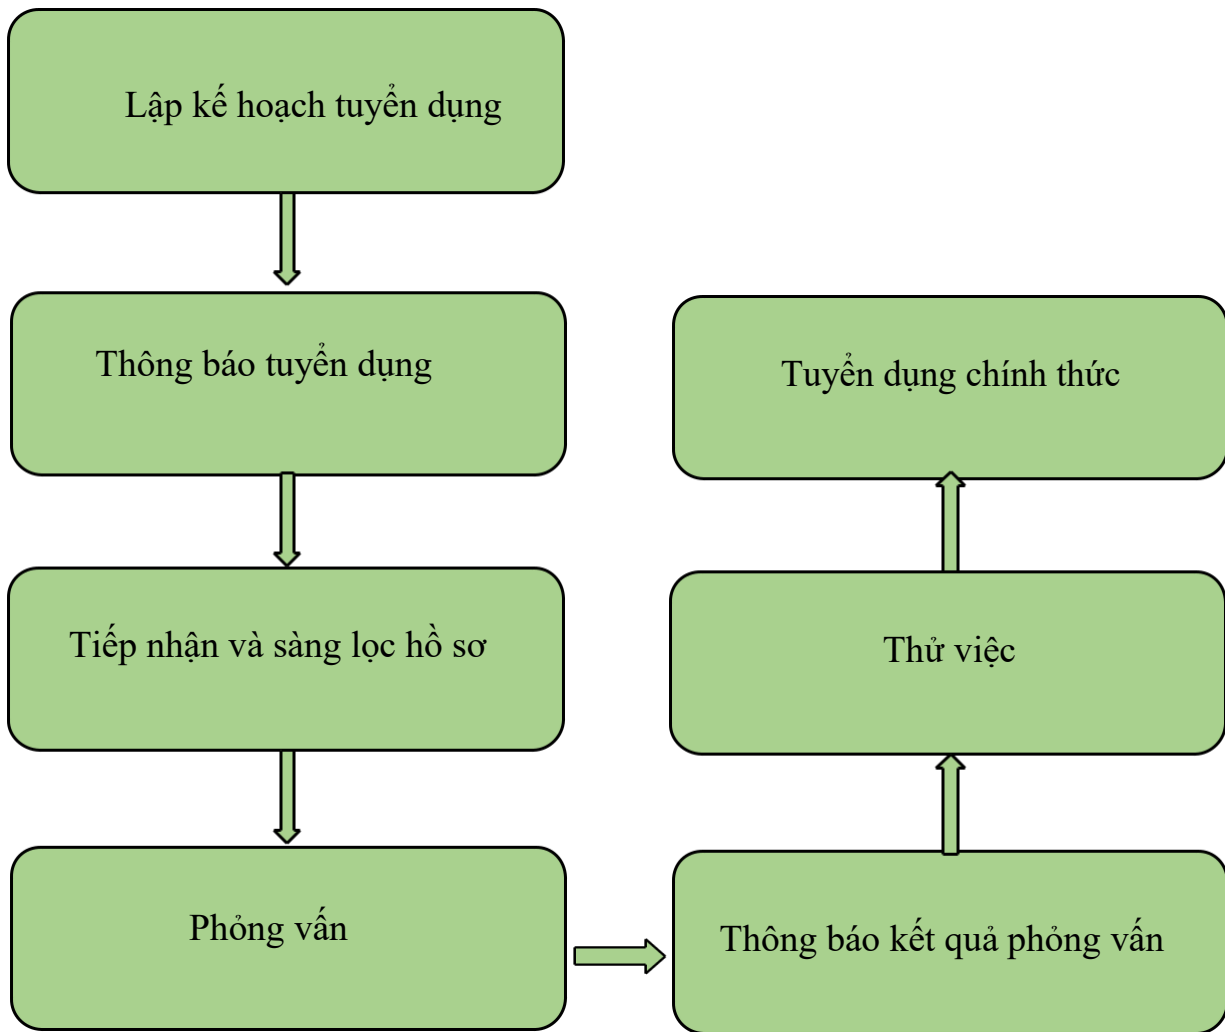 Lập kế hoạch tuyển dụng
Thông báo tuyển dụng
Tiếp nhận và sàng lọc hồ sơ
Phỏng vấn
Thông báo kết quả phỏng vấn
Thử việc
Tuyển dụng chính thức